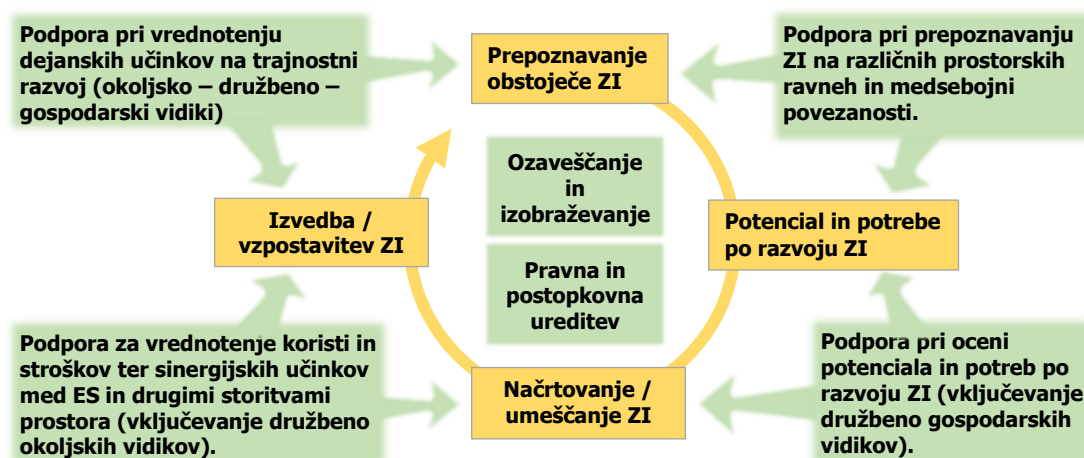 Podpora pri vrednotenju
dejanskih učinkov na trajnostni
razvoj (okoljsko – družbeno –
gospodarski vidiki)
Prepoznavanje
obstoječe ZI
Podpora pri prepoznavanju
ZI na različnih prostorskih
ravneh in medsebojni
povezanosti.
Ozaveščanje
in
izobraževanje
Izvedba /
vzpostavitev ZI
Potencial in potrebe
po razvoju ZI
Pravna in
postopkovna
ureditev
Podpora za vrednotenje koristi in
stroškov ter sinergijskih učinkov
med ES in drugimi storitvami
prostora (vključevanje družbeno
okoljskih vidikov).
Načrtovanje /
umeščanje ZI
Podpora pri oceni
potenciala in potreb po
razvoju ZI (vključevanje
družbeno gospodarskih
vidikov).